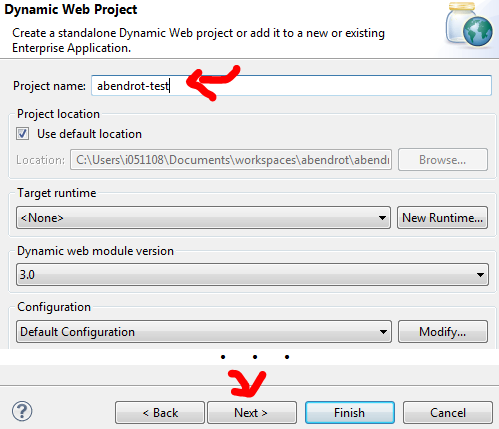 Dynamic Web Project
Create a standalone Dynamic Web project or add it to a new or existing
Enterprise Application.
Project name: abendrot-test
Project location
Use default location
Location: C:\Users\i051108\Documents\workspaces\abendrot\abend Browse...
Target runtime
<None> New Runtime...
Dynamic web module version
3.0
Configuration
Default Configuration Modify...
. . .
? < Back Next > Finish Cancel